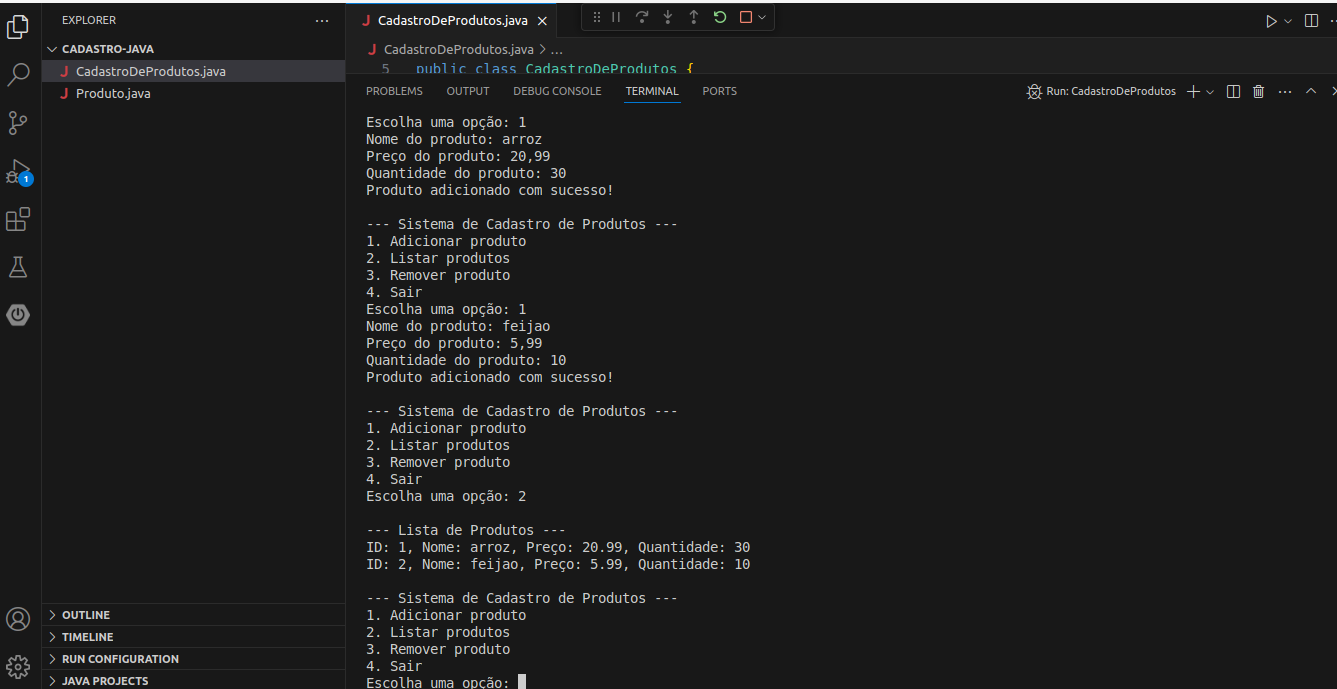 EXPLORER
CADASTRO-JAVA
CadastroDeProdutos.java
Produto.java
1
OUTLINE
TIMELINE
RUN CONFIGURATION
JAVA PROJECTS
J CadastroDeProdutos.java
J CadastroDeProdutos.java > ...
5 public class CadastroDeProdutos {
PROBLEMS OUTPUT DEBUG CONSOLE TERMINAL PORTS Run: CadastroDeProdutos
Escolha uma opção: 1
Nome do produto: arroz
Preço do produto: 20,99
Quantidade do produto: 30
Produto adicionado com sucesso!
--- Sistema de Cadastro de Produtos ---
1. Adicionar produto
2. Listar produtos
3. Remover produto
4. Sair
Escolha uma opção: 1
Nome do produto: feijao
Preço do produto: 5,99
Quantidade do produto: 10
Produto adicionado com sucesso!
--- Sistema de Cadastro de Produtos ---
1. Adicionar produto
2. Listar produtos
3. Remover produto
4. Sair
Escolha uma opção: 2
--- Lista de Produtos ---
ID: 1, Nome: arroz, Preço: 20.99, Quantidade: 30
ID: 2, Nome: feijao, Preço: 5.99, Quantidade: 10
--- Sistema de Cadastro de Produtos ---
1. Adicionar produto
2. Listar produtos
3. Remover produto
4. Sair
Escolha uma opção: